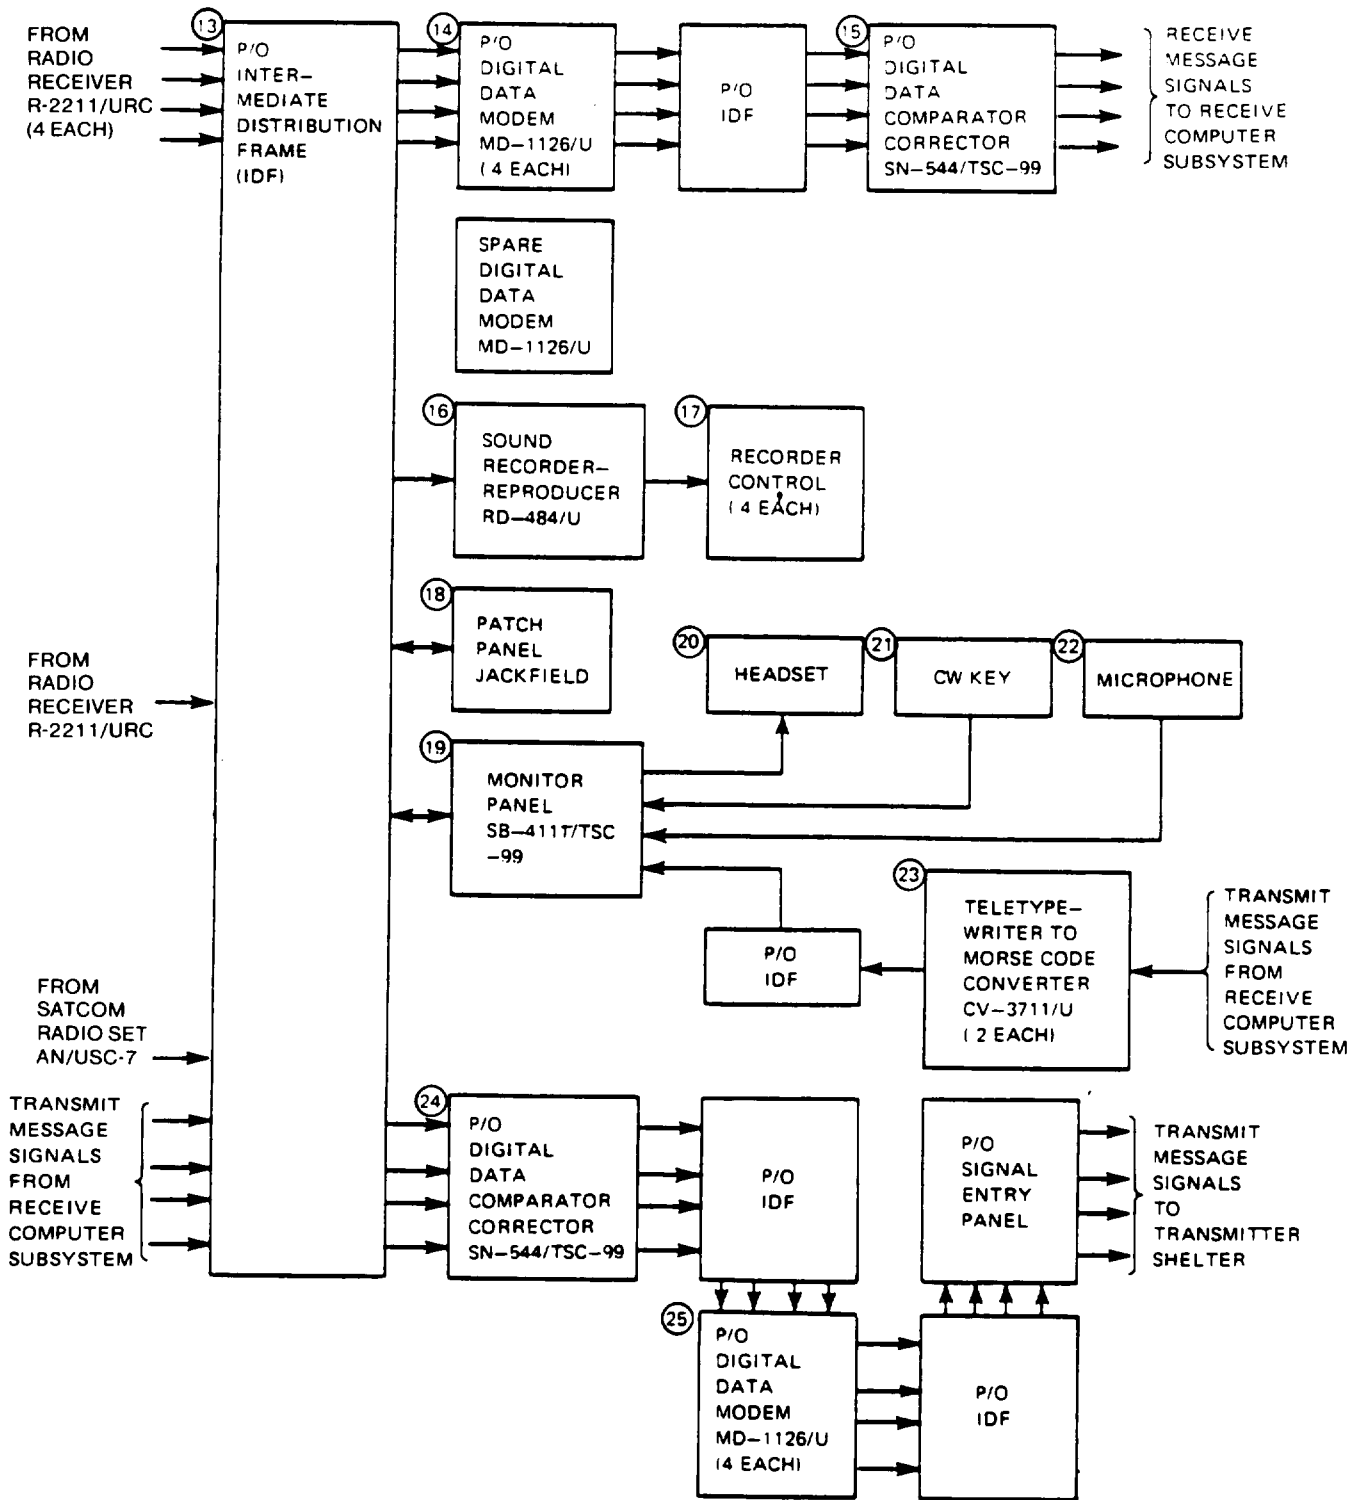 FROM
RADIO
RECEIVER
R-2211/URC
(4 EACH)
13
P/O
INTER–
MEDIATE
DISTRIBUTION
FRAME
(IDF)
14
P/O
DIGITAL
DATA
MODEM
MD–1126/U
(4 EACH)
P/O
IDF
15
P/O
DIGITAL
DATA
COMPARATOR
CORRECTOR
SN–544/TSC–99
RECEIVE
MESSAGE
SIGNALS
TO RECEIVE
COMPUTER
SUBSYSTEM
SPARE
DIGITAL
DATA
MODEM
MD–1126/U
16
SOUND
RECORDER–
REPRODUCER
RD–484/U
17
RECORDER
CONTROL
(4 EACH)
18
PATCH
PANEL
JACKFIELD
FROM
RADIO
RECEIVER
R-2211/URC
19
MONITOR
PANEL
SB–4117/TSC
–99
20
HEADSET
21
CW KEY
22
MICROPHONE
23
TELETYPE–
WRITER TO
MORSE CODE
CONVERTER
CV–3711/U
(2 EACH)
P/O
IDF
TRANSMIT
MESSAGE
SIGNALS
FROM
RECEIVE
COMPUTER
SUBSYSTEM
FROM
SATCOM
RADIO SET
AN/USC-7
TRANSMIT
MESSAGE
SIGNALS
FROM
RECEIVE
COMPUTER
SUBSYSTEM
24
P/O
DIGITAL
DATA
COMPARATOR
CORRECTOR
SN–544/TSC–99
P/O
IDF
25
P/O
DIGITAL
DATA
MODEM
MD–1126/U
(4 EACH)
P/O
IDF
P/O
SIGNAL
ENTRY
PANEL
TRANSMIT
MESSAGE
SIGNALS
TO
TRANSMITTER
SHELTER